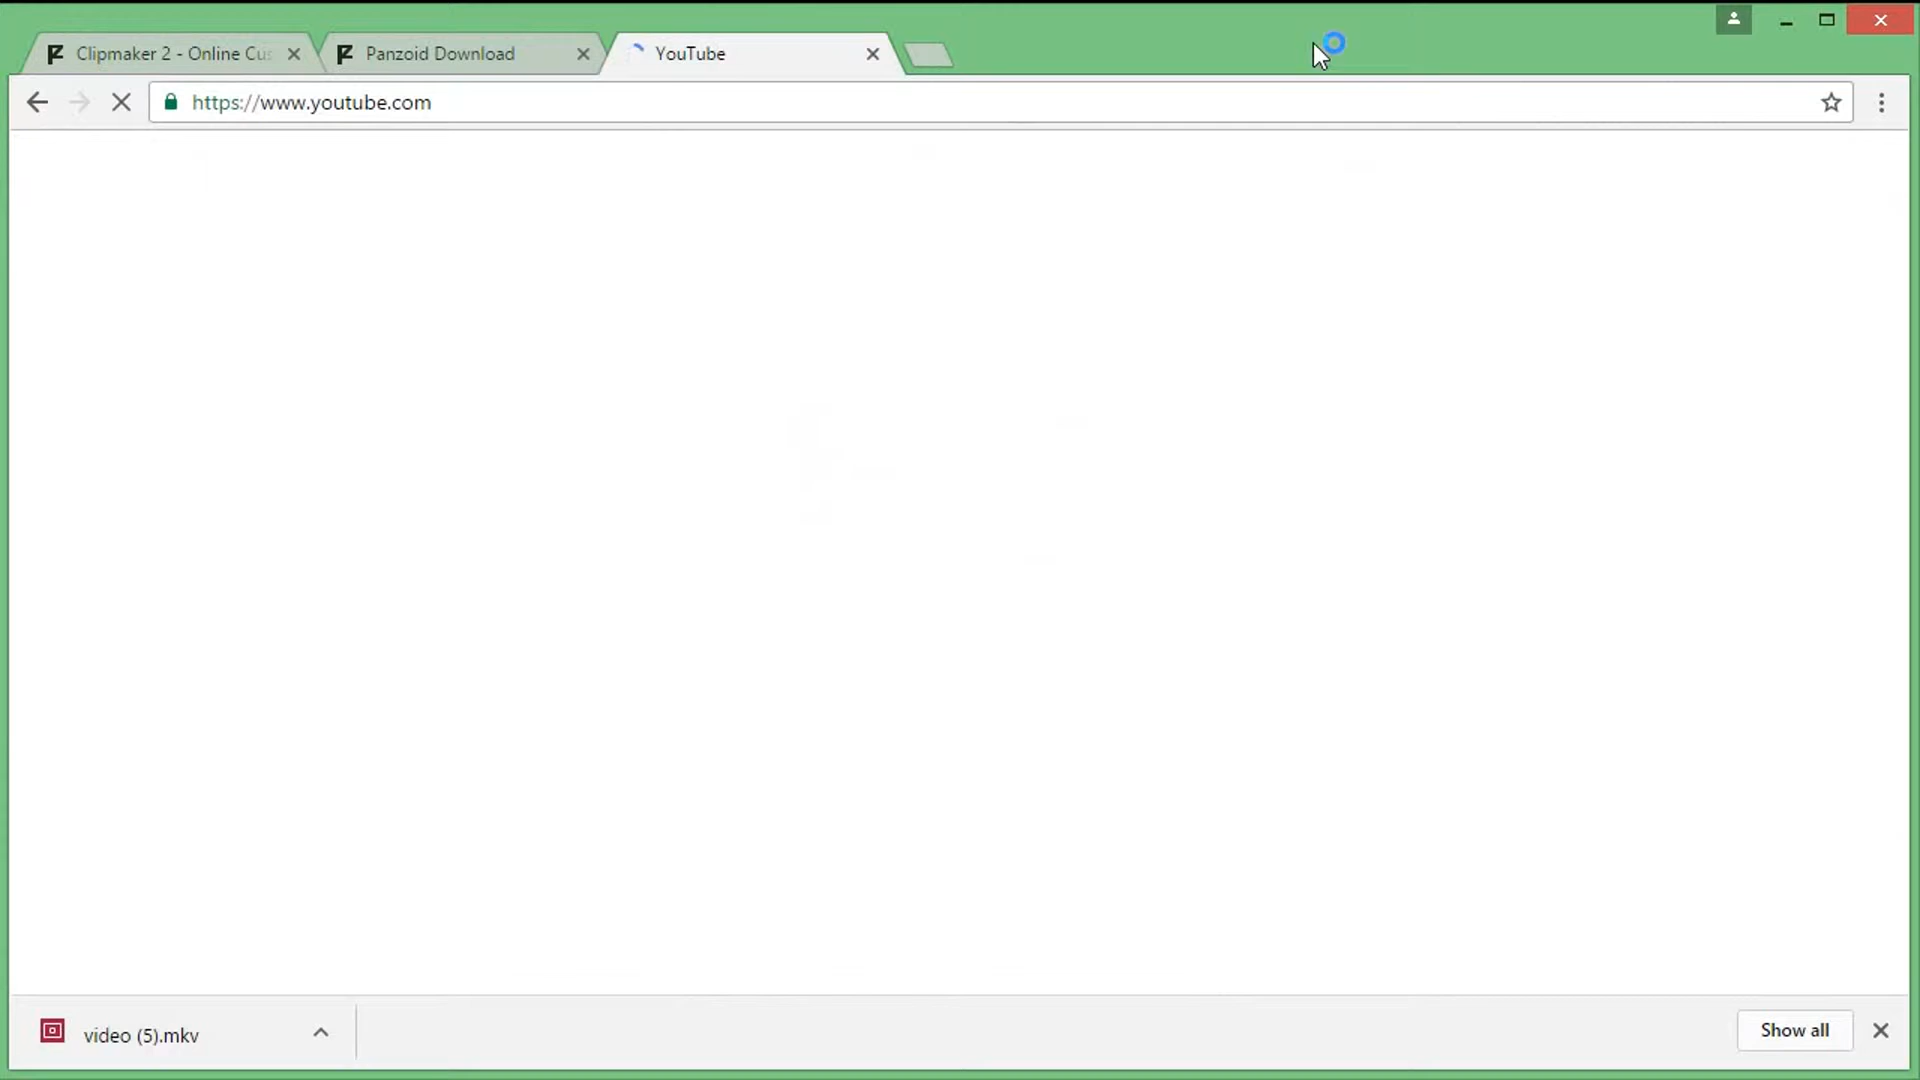 Clipmaker 2 - Online Cus
Panzoid Download
YouTube
https://www.youtube.com
video (5).mkv
Show all